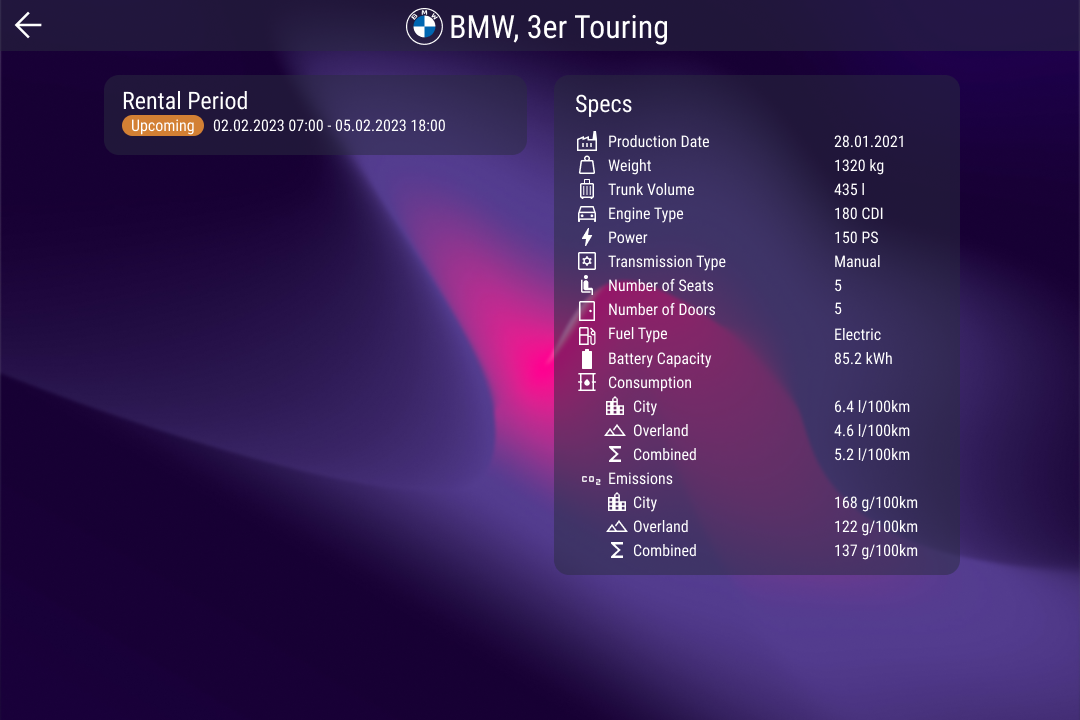 BMW
BMW, 3er Touring
Rental Period
Upcoming 02.02.2023 07:00 - 05.02.2023 18:00
Specs
Production Date 28.01.2021
Weight 1320 kg
Trunk Volume 435 l
Engine Type 180 CDI
Power 150 PS
Transmission Type Manual
Number of Seats 5
Number of Doors 5
Fuel Type Electric
Battery Capacity 85.2 kWh
Consumption
City 6.4 l/100km
Overland 4.6 l/100km
Combined 5.2 l/100km
CO₂ Emissions
City 168 g/100km
Overland 122 g/100km
Combined 137 g/100km